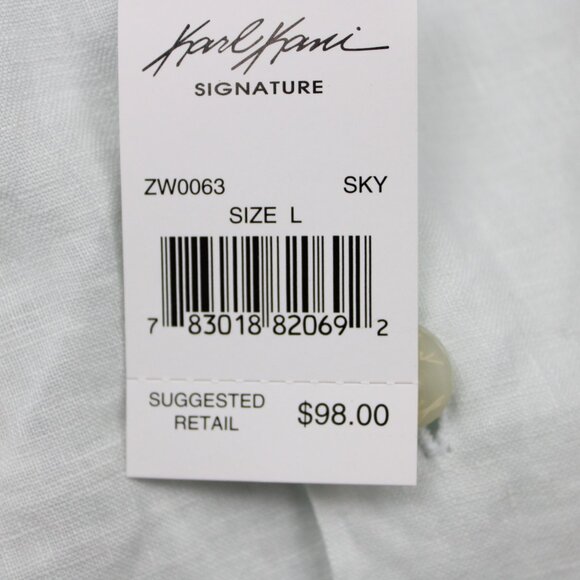 Karl Kani
SIGNATURE
ZW0063 SKY
SIZE L
7 83018 82069 2
SUGGESTED
RETAIL $98.00